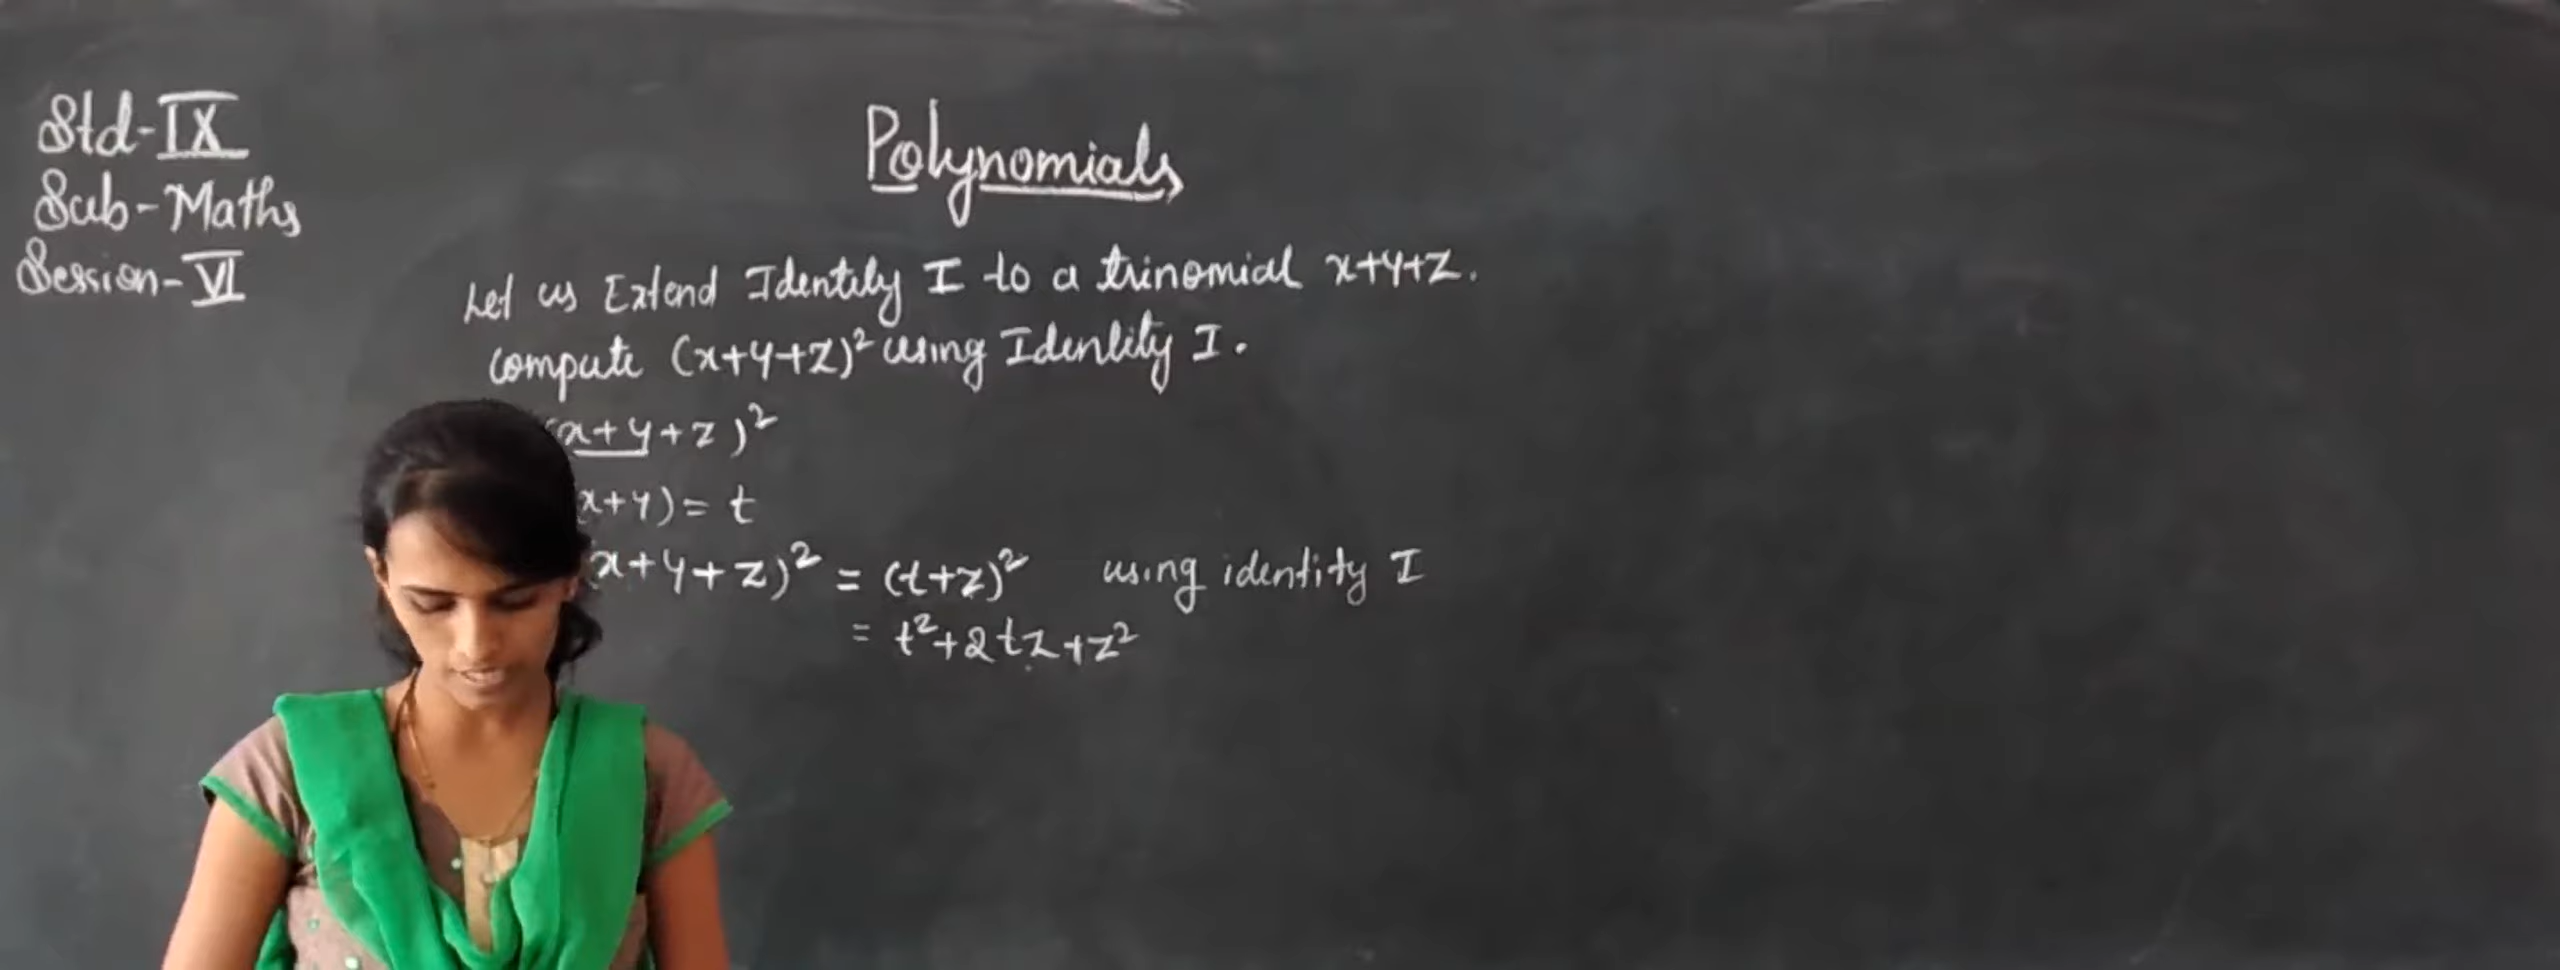 Std-IX
Sub-Maths
Session-VI
Polynomials
Let us Extend Identity I to a trinomial x+y+z.
compute (x+y+z)² using Identity I.
(x+y+z)²
(x+y)= t
(x+y+z)² = (t+z)² using identity I
= t²+2tz+z²